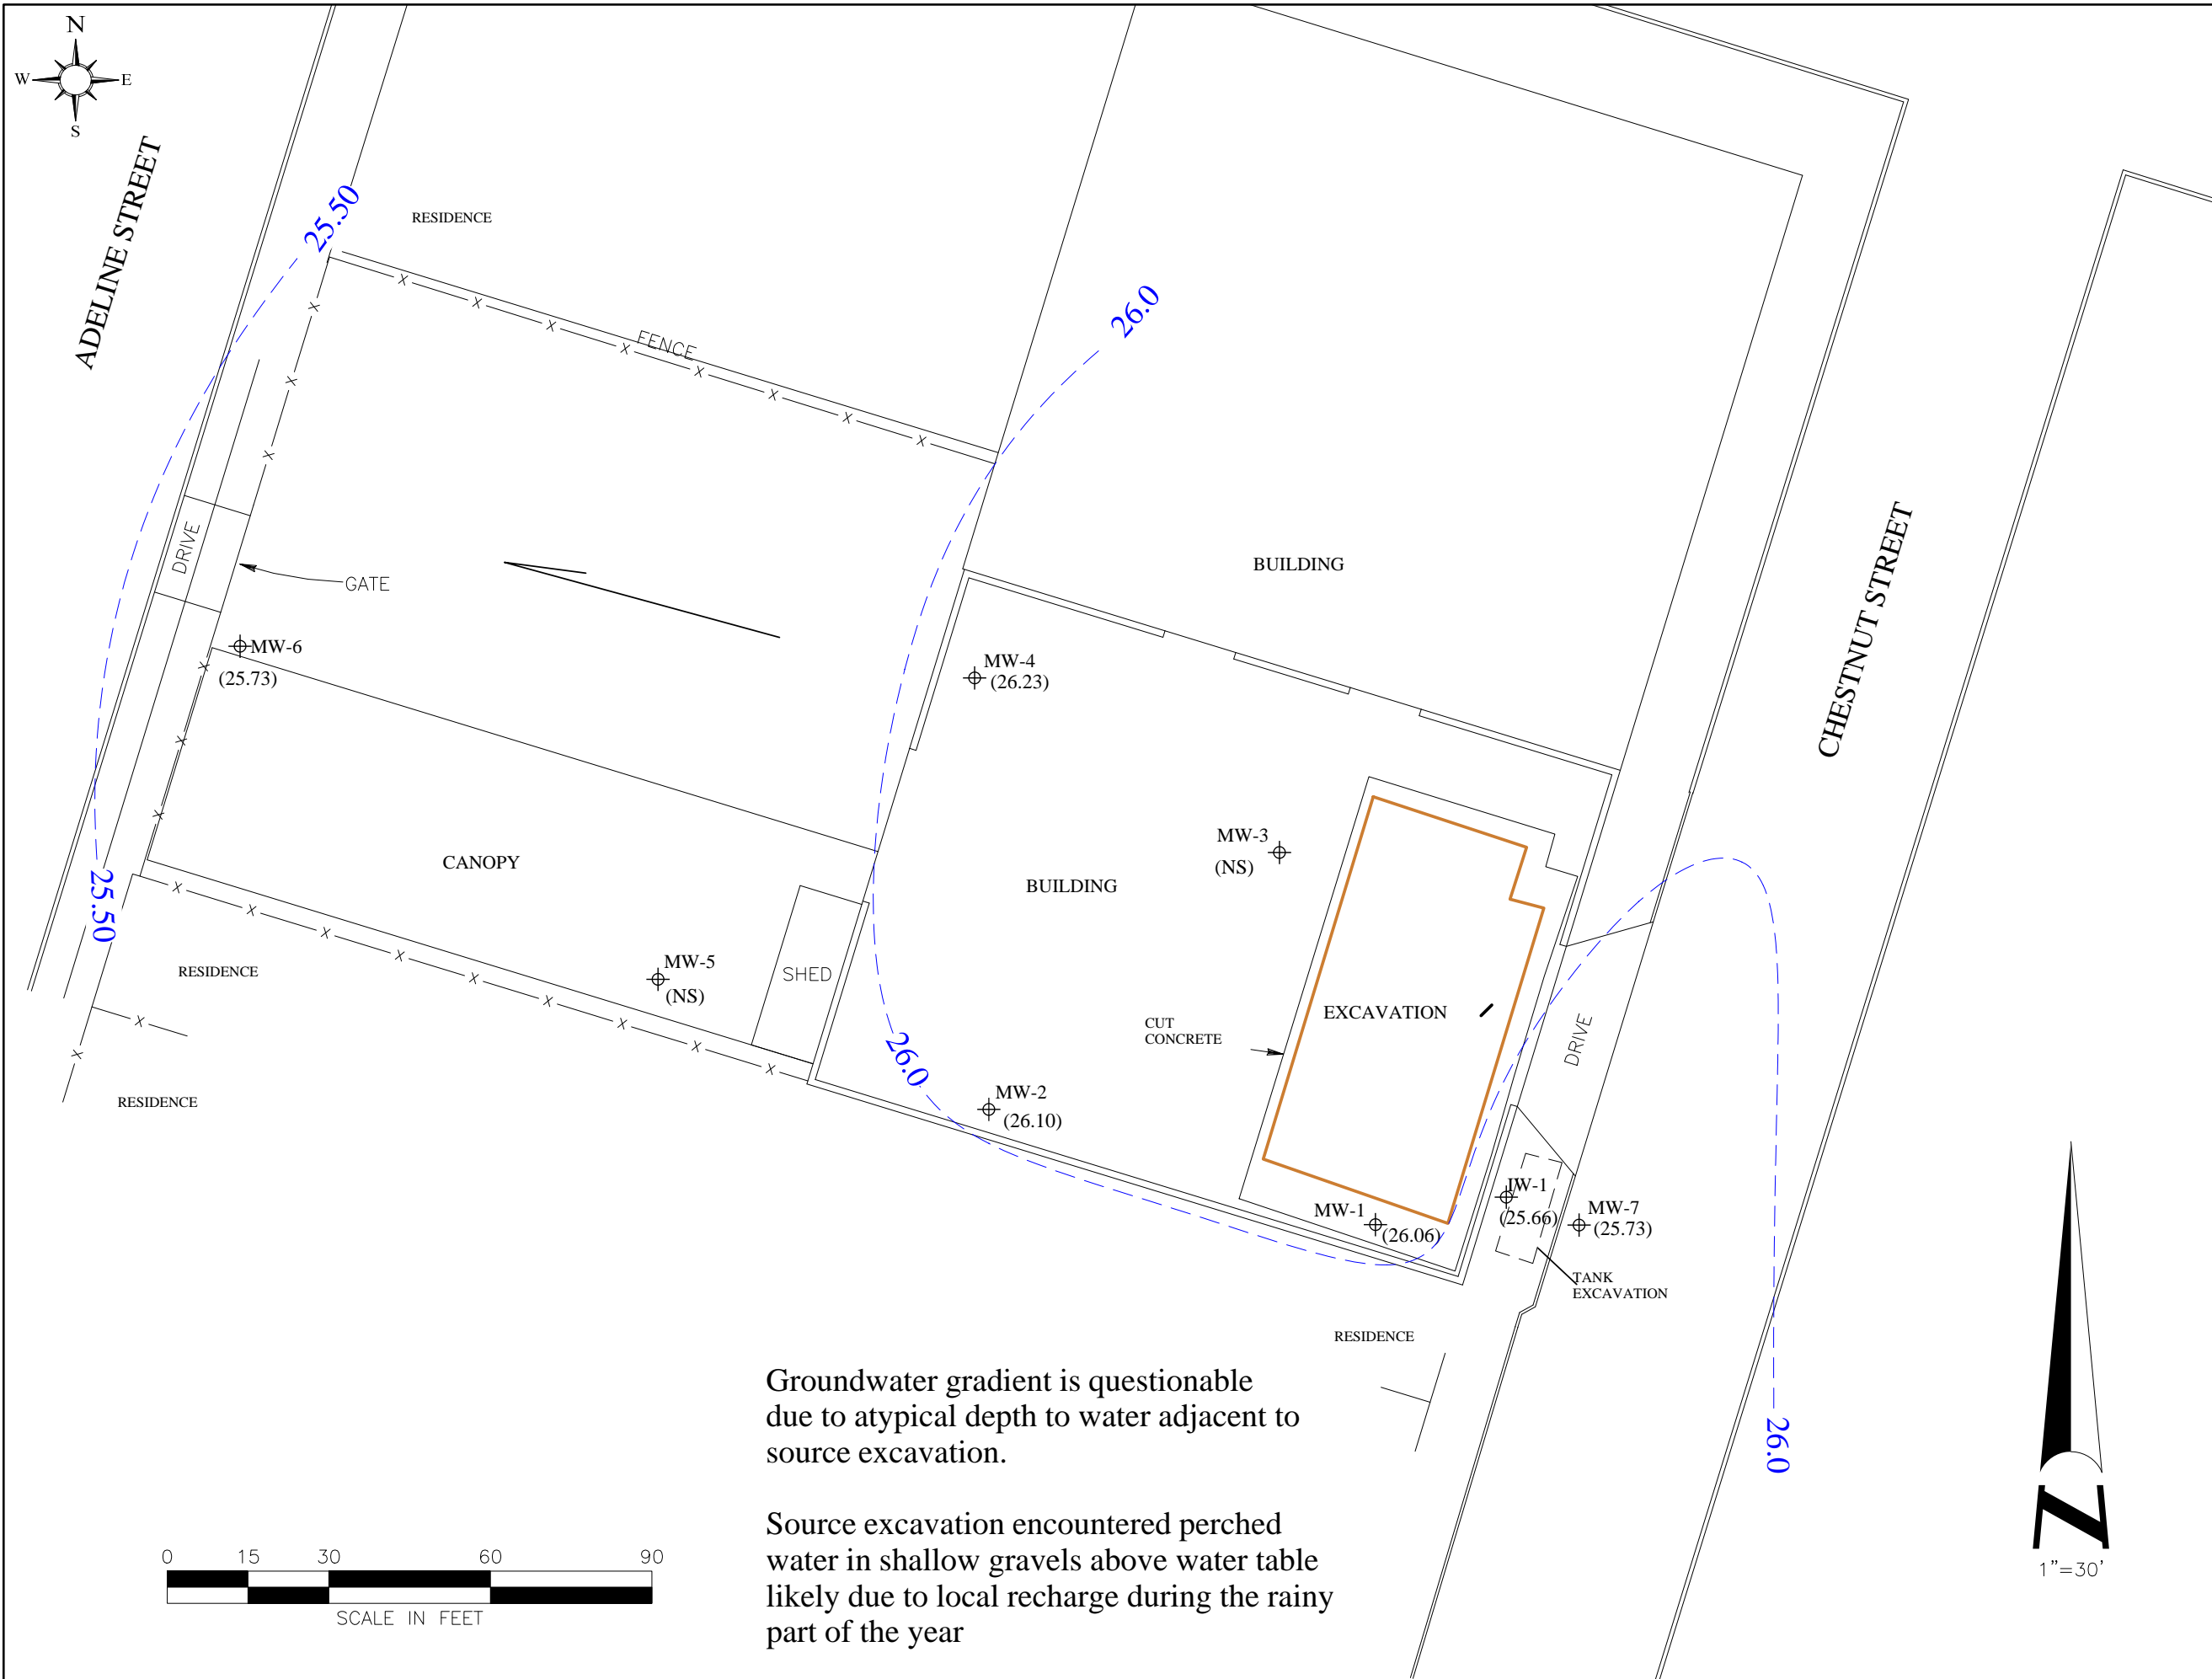 N
W
E
S
ADELINE STREET
25.50
RESIDENCE
26.0
FENCE
DRIVE
GATE
BUILDING
CHESTNUT STREET
MW-6
(25.73)
MW-4
(26.23)
MW-3
(NS)
CANOPY
BUILDING
25.50
RESIDENCE
MW-5
(NS)
SHED
EXCAVATION
CUT
CONCRETE
DRIVE
26.0
RESIDENCE
MW-2
(26.10)
MW-1
(26.06)
IW-1
(25.66)
MW-7
(25.73)
TANK
EXCAVATION
RESIDENCE
26.0
Groundwater gradient is questionable
due to atypical depth to water adjacent to
source excavation.
Source excavation encountered perched
water in shallow gravels above water table
likely due to local recharge during the rainy
part of the year
0 15 30 60 90
SCALE IN FEET
N
1"=30'